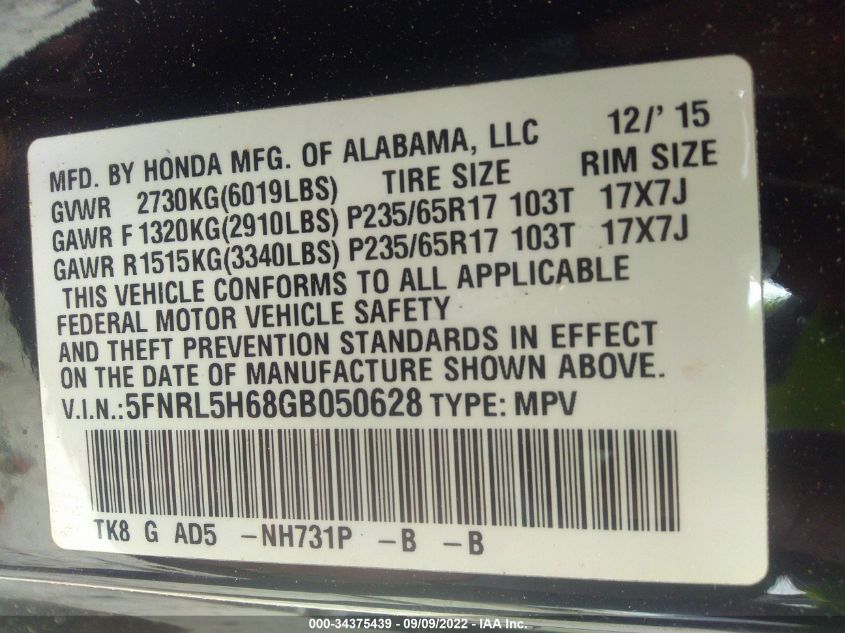 MFD. BY HONDA MFG. OF ALABAMA, LLC 12/' 15
GVWR 2730KG(6019LBS) TIRE SIZE RIM SIZE
GAWR F 1320KG(2910LBS) P235/65R17 103T 17X7J
GAWR R1515KG(3340LBS) P235/65R17 103T 17X7J
THIS VEHICLE CONFORMS TO ALL APPLICABLE
FEDERAL MOTOR VEHICLE SAFETY
AND THEFT PREVENTION STANDARDS IN EFFECT
ON THE DATE OF MANUFACTURE SHOWN ABOVE.
V.I.N.:5FNRL5H68GB050628 TYPE: MPV
TK8 G AD5 -NH731P -B -B
000-34375439 - 09/09/2022 - IAA Inc.